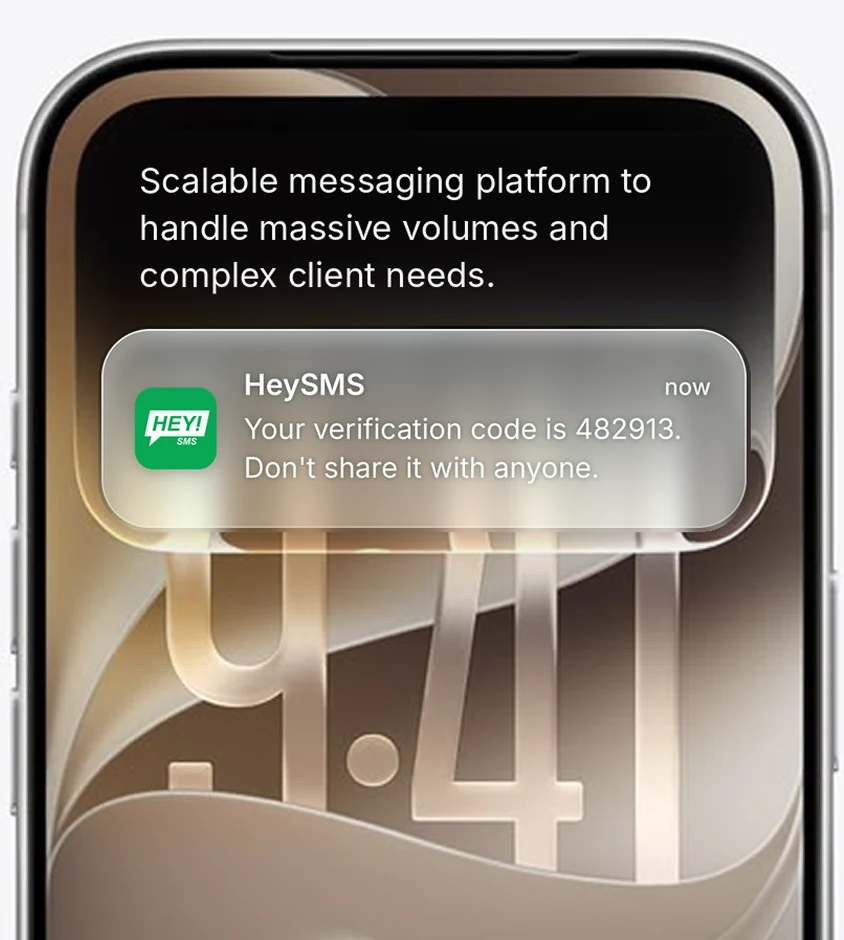 Scalable messaging platform to
handle massive volumes and
complex client needs.
HeySMS
now
HEY!
SMS
Your verification code is 482913.
Don't share it with anyone.
9:41